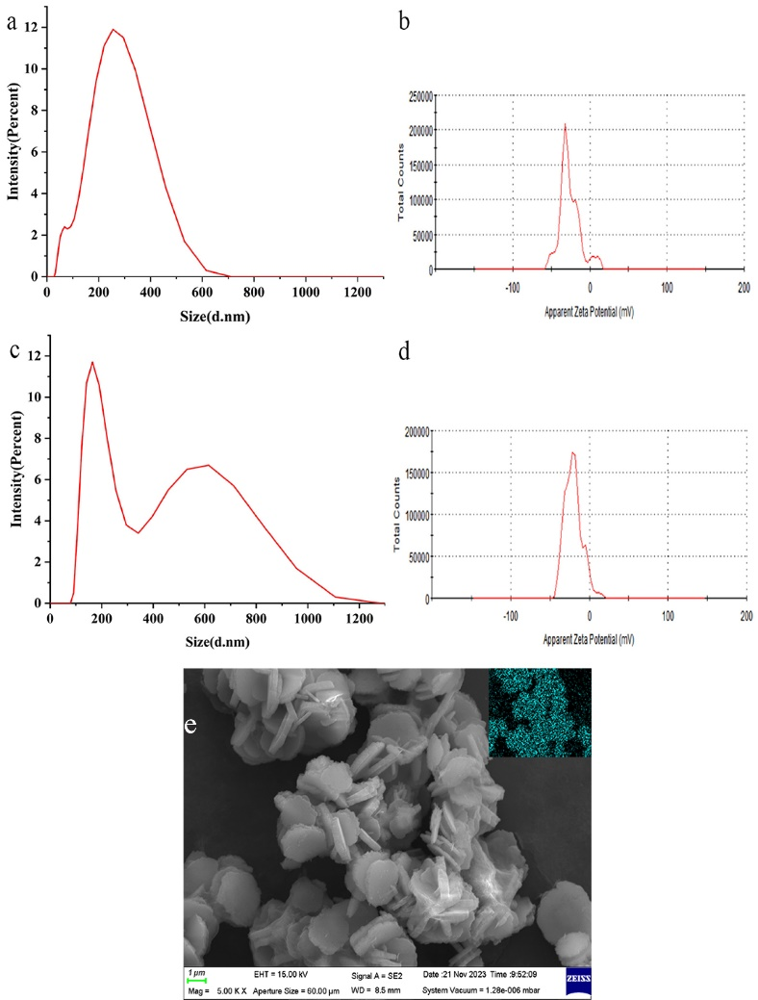 a
Intensity(Percent)
12
10
8
6
4
2
0
0 200 400 600 800 1000 1200
Size(d.nm)
b
Total Counts
250000
200000
150000
100000
50000
0
-100 0 100 200
Apparent Zeta Potential (mV)
c
Intensity(Percent)
12
10
8
6
4
2
0
0 200 400 600 800 1000 1200
Size(d.nm)
d
Total Counts
200000
150000
100000
50000
0
-100 0 100 200
Apparent Zeta Potential (mV)
e
1 µm EHT = 15.00 kV Signal A = SE2 Date :21 Nov 2023 Time :9:52:09
Mag = 5.00 K X Aperture Size = 60.00 µm WD = 8.5 mm System Vacuum = 1.28e-006 mbar
ZEISS